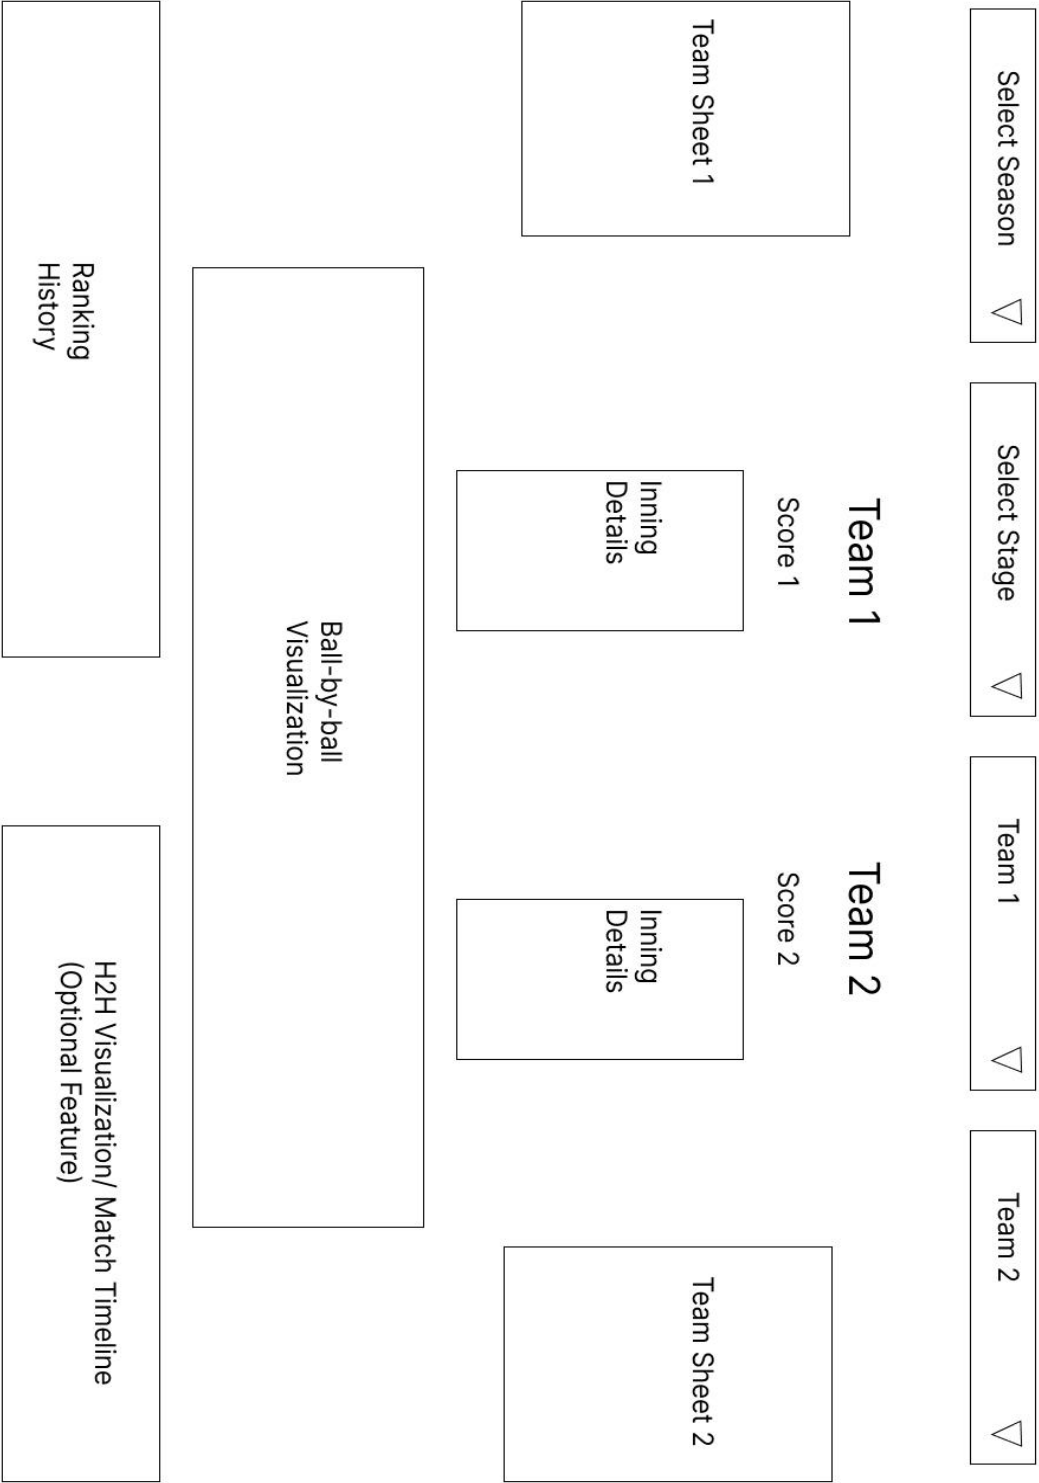 Select Season
Select Stage
Team 1
Team 2
Team 1
Team 2
Score 1
Score 2
Team Sheet 1
Inning
Details
Inning
Details
Team Sheet 2
Ball-by-ball
Visualization
Ranking
History
H2H Visualization/ Match Timeline
(Optional Feature)